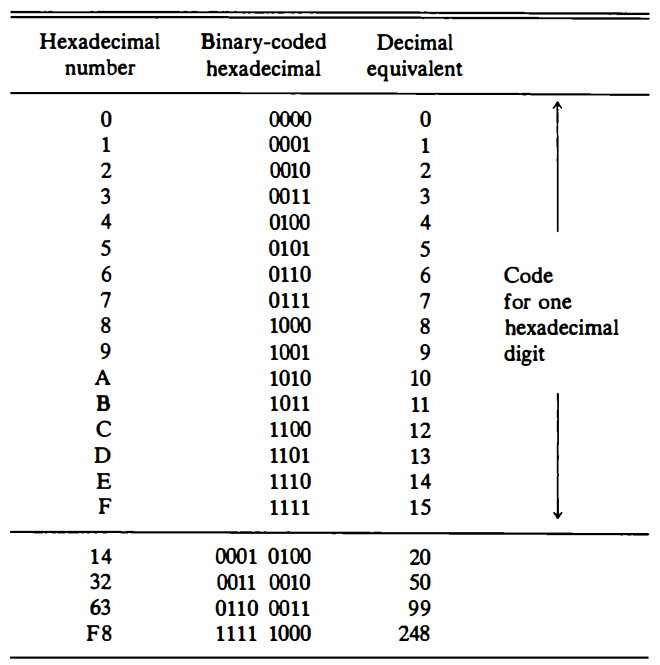 Hexadecimal number Binary-coded hexadecimal Decimal equivalent
0 0000 0
1 0001 1
2 0010 2
3 0011 3
4 0100 4
5 0101 5
6 0110 6
7 0111 7
8 1000 8
9 1001 9
A 1010 10
B 1011 11
C 1100 12
D 1101 13
E 1110 14
F 1111 15
Code
for one
hexadecimal
digit
14 0001 0100 20
32 0011 0010 50
63 0110 0011 99
F8 1111 1000 248